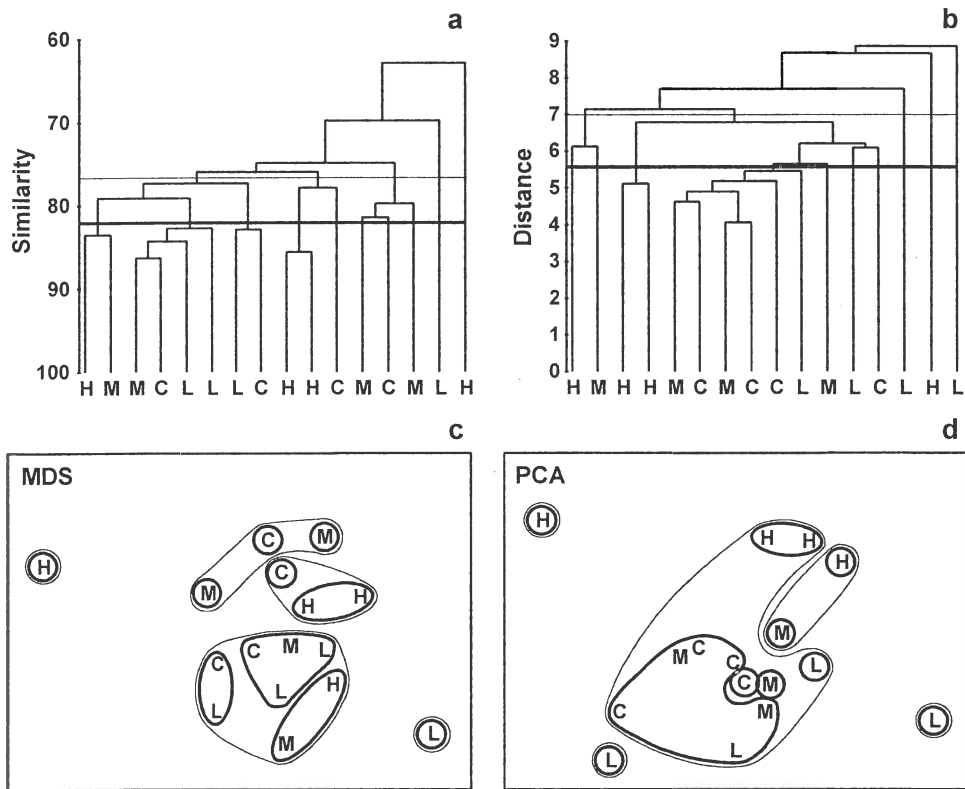 a
Similarity
60
70
80
90
100
H M M C L L L C H H C M C M L H
b
Distance
9
8
7
6
5
4
3
2
1
0
H M H H M C M C C L M L C L H L
c
MDS
H
C M
C
M
H H
C C M L
H
L L
M
L
d
PCA
H
H H
H
M
M C C
C M L
C M
L
L
L